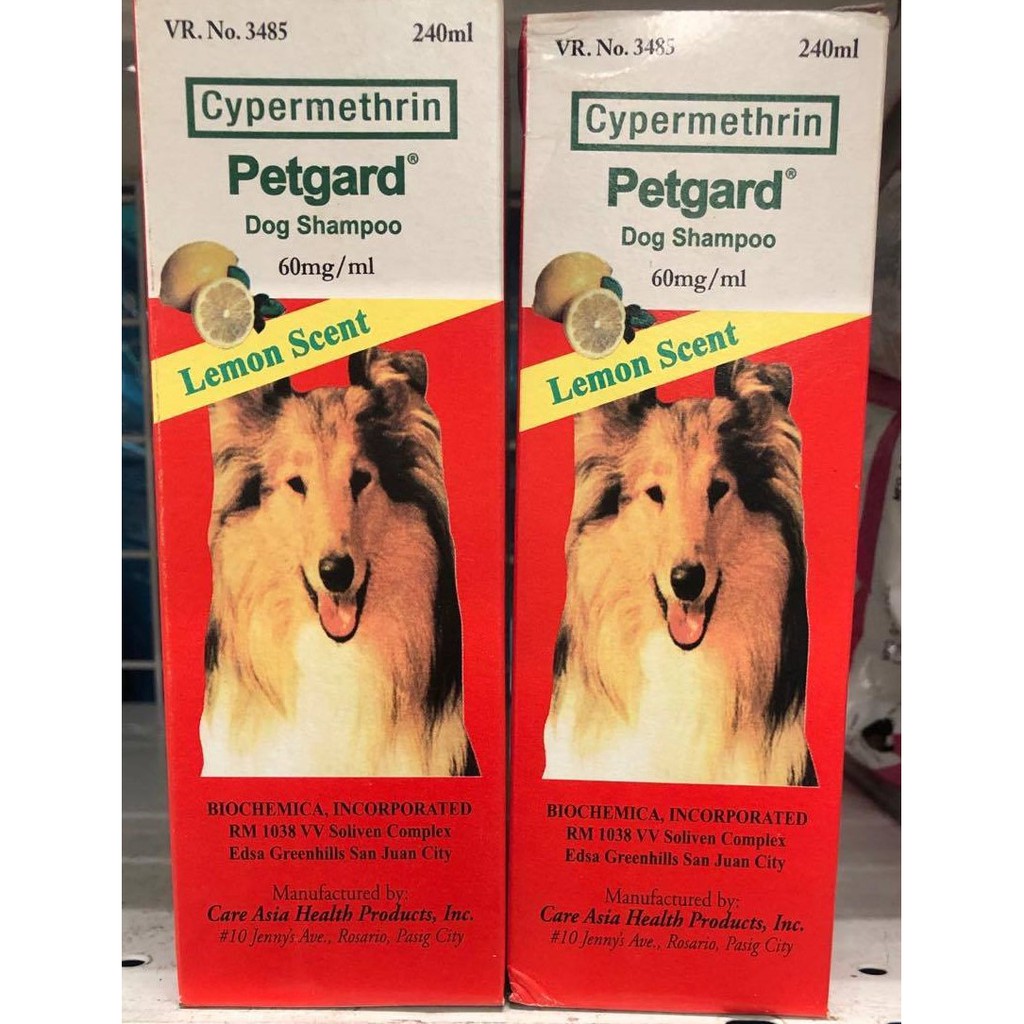 VR. No. 3485 240ml
Cypermethrin
Petgard®
Dog Shampoo
60mg/ml
Lemon Scent
BIOCHEMICA, INCORPORATED
RM 1038 VV Soliven Complex
Edsa Greenhills San Juan City
Manufactured by:
Care Asia Health Products, Inc.
#10 Jenny's Ave., Rosario, Pasig City
VR. No. 3485 240ml
Cypermethrin
Petgard®
Dog Shampoo
60mg/ml
Lemon Scent
BIOCHEMICA, INCORPORATED
RM 1038 VV Soliven Complex
Edsa Greenhills San Juan City
Manufactured by:
Care Asia Health Products, Inc.
#10 Jenny's Ave., Rosario, Pasig City